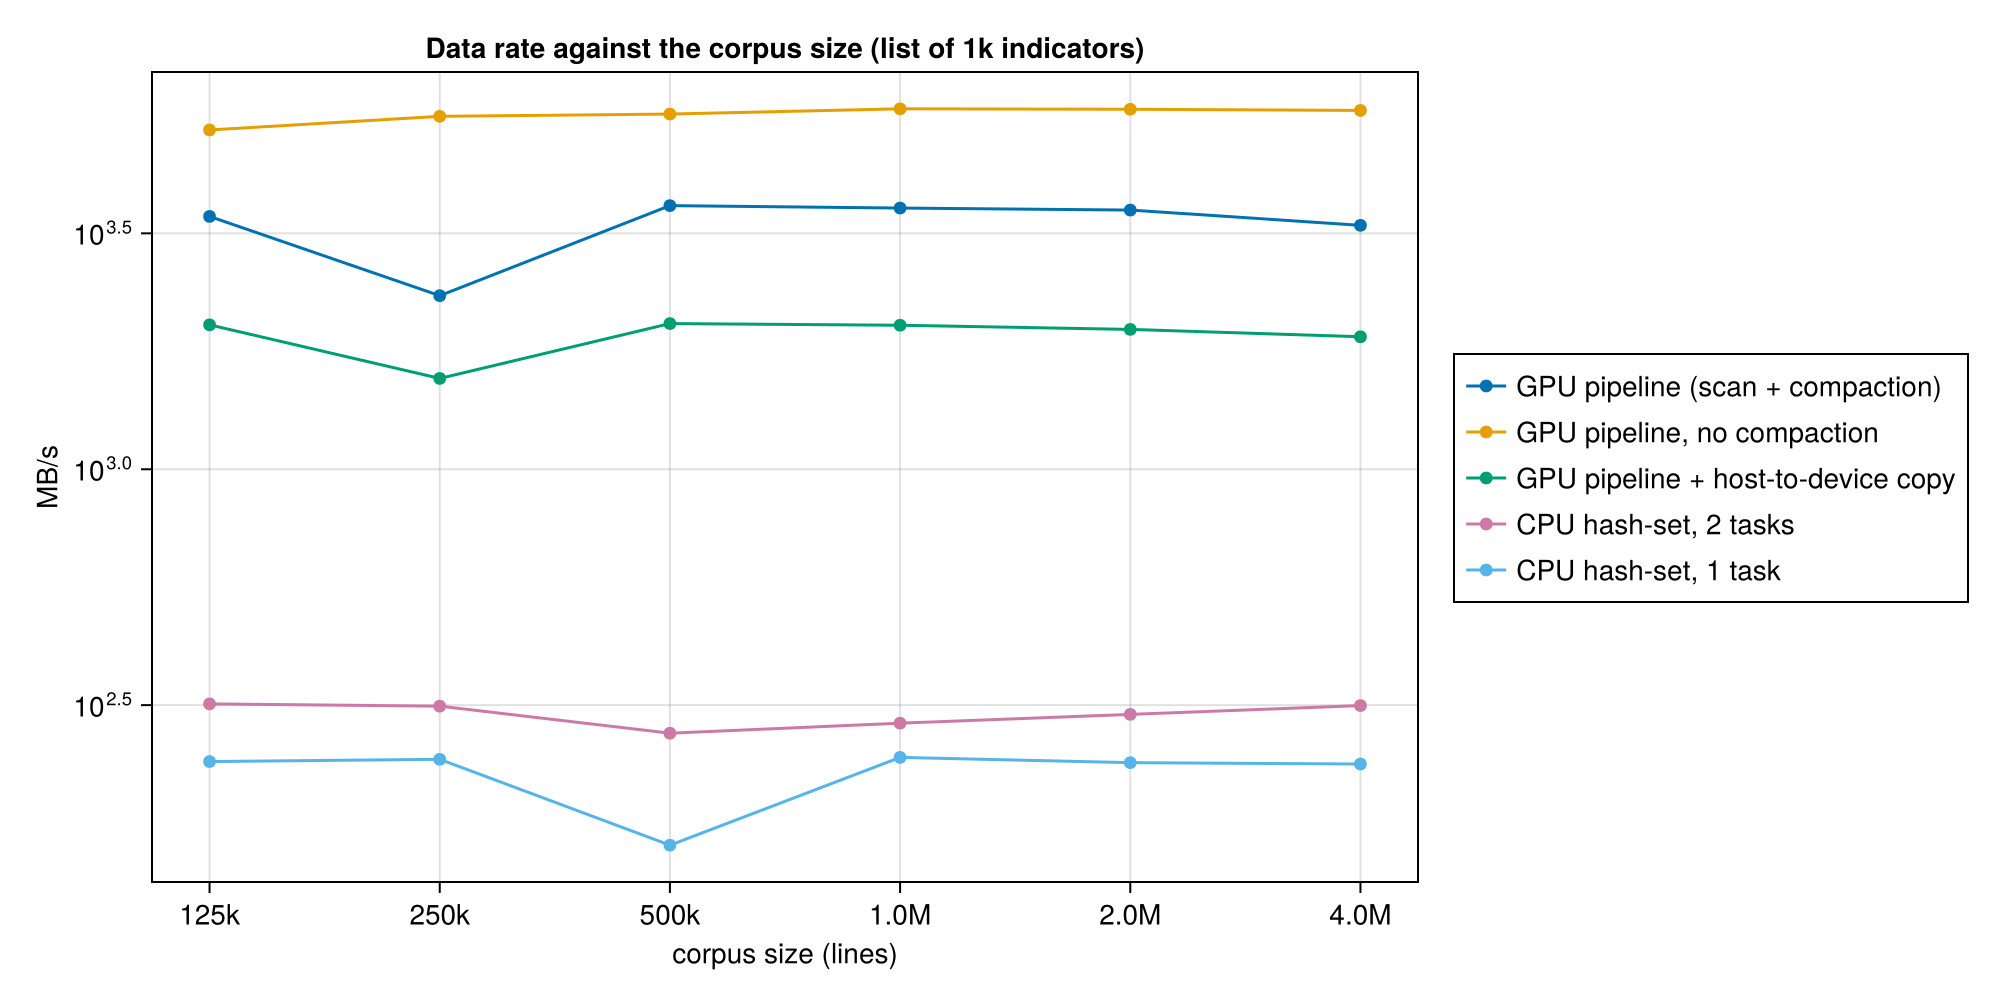 Data rate against the corpus size (list of 1k indicators)
MB/s
10^3.5
10^3.0
10^2.5
125k 250k 500k 1.0M 2.0M 4.0M
corpus size (lines)
GPU pipeline (scan + compaction)
GPU pipeline, no compaction
GPU pipeline + host-to-device copy
CPU hash-set, 2 tasks
CPU hash-set, 1 task